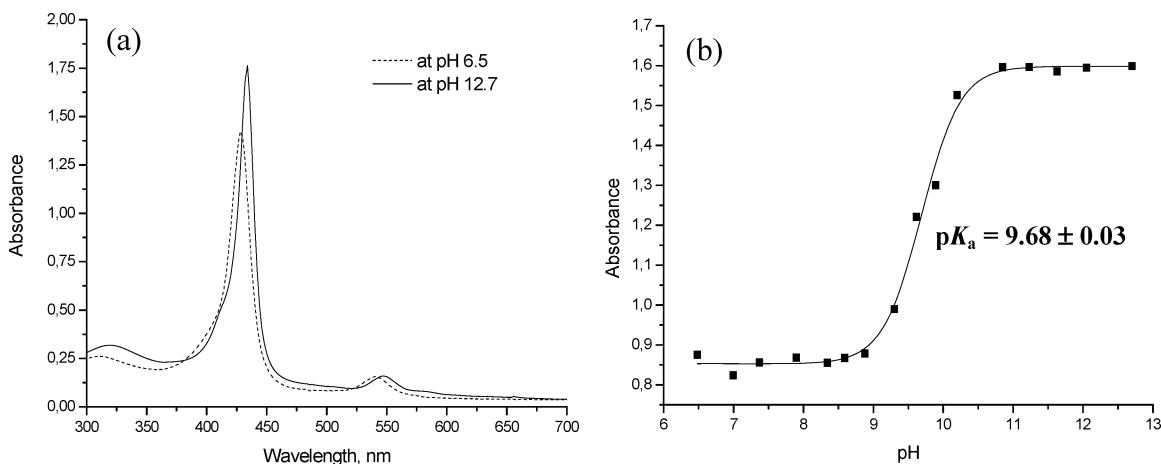 (a)
at pH 6.5
at pH 12.7
2,00
1,75
1,50
1,25
1,00
0,75
0,50
0,25
0,00
Absorbance
300 350 400 450 500 550 600 650 700
Wavelength, nm
(b)
1,7
1,6
1,5
1,4
1,3
1,2
1,1
1,0
0,9
0,8
Absorbance
pKa = 9.68 ± 0.03
6 7 8 9 10 11 12 13
pH